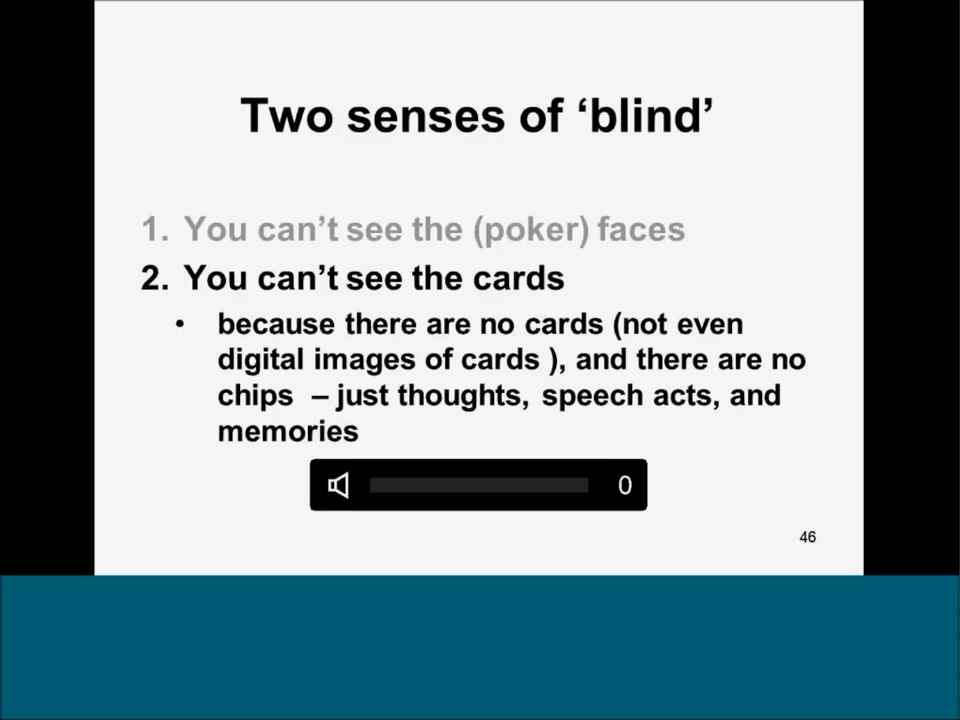 Two senses of ‘blind’
1. You can’t see the (poker) faces
2. You can’t see the cards
• because there are no cards (not even
digital images of cards ), and there are no
chips – just thoughts, speech acts, and
memories
0
46